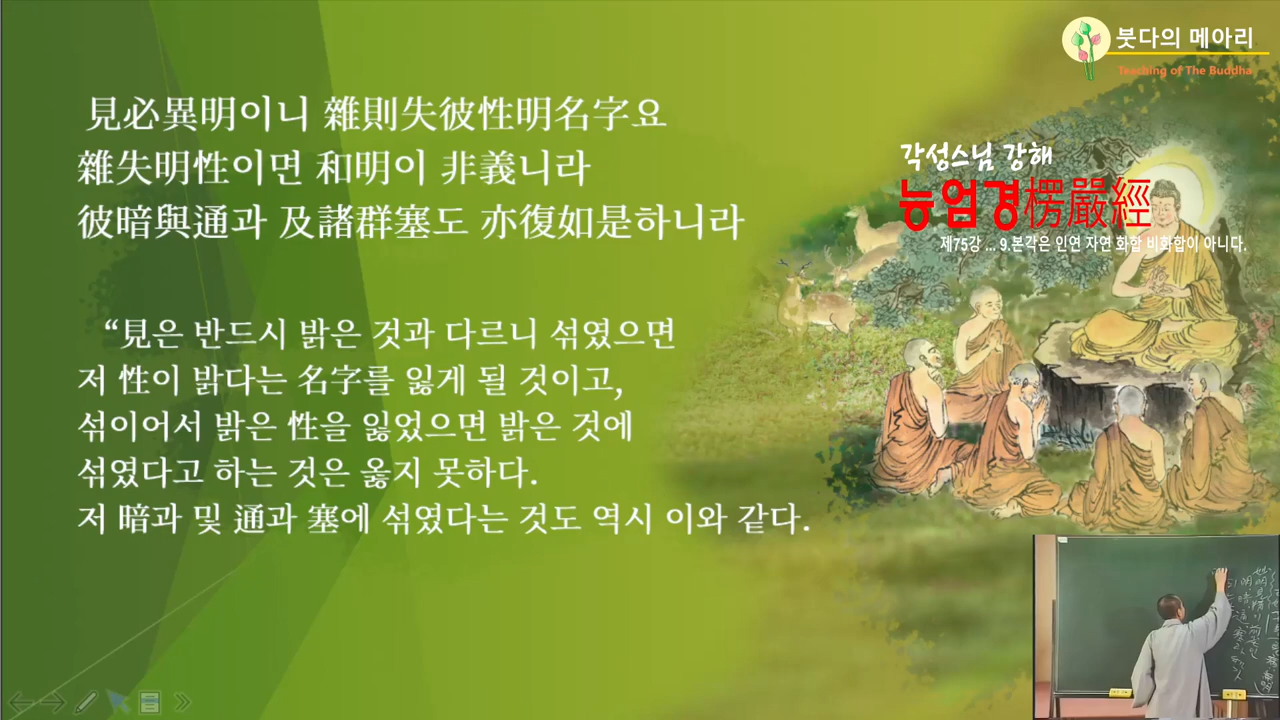 붓다의 메아리
Teaching of The Buddha
見必異明이니 雜則失彼性明名字요
雜失明性이면 和明이 非義니라
彼暗與通과 及諸群塞도 亦復如是하니라
각성스님 강해
능엄경楞嚴經
제75강 ... 9.본각은 인연 자연 화합 비화합이 아니다.
“見은 반드시 밝은 것과 다르니 섞였으면
저 性이 밝다는 名字를 잃게 될 것이고,
섞이어서 밝은 性을 잃었으면 밝은 것에
섞였다고 하는 것은 옳지 못하다.
저 暗과 및 通과 塞에 섞였다는 것도 역시 이와 같다.